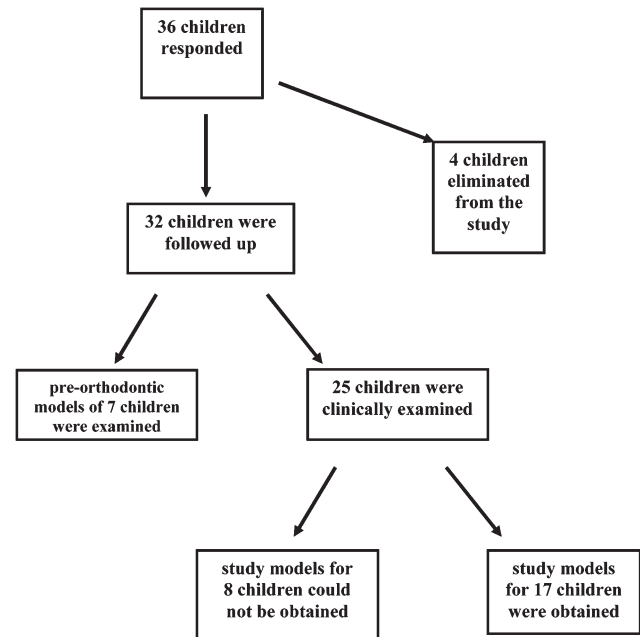 36 children
responded
4 children
eliminated
from the
study
32 children were
followed up
pre-orthodontic
models of 7 children
were examined
25 children were
clinically examined
study models for
8 children could
not be obtained
study models
for 17 children
were obtained